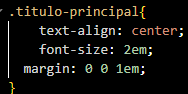 .titulo-principal{
text-align: center;
font-size: 2em;
margin: 0 0 1em;
}